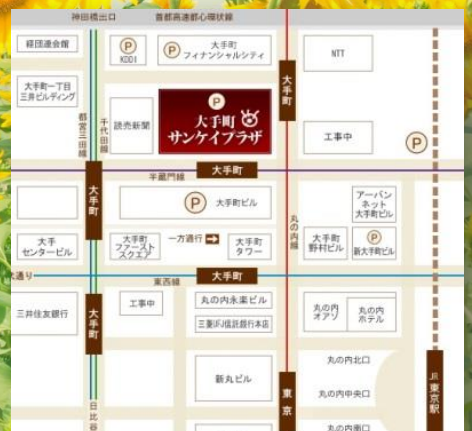 神田橋出口
首都高速都心環状線
経団連会館
P
KDDI
P
大手町
フィナンシャルシティ
NTT
大手町
大手町一丁目
三井ビルディング
都営三田線
千代田線
読売新聞
P
大手町
サンケイプラザ
工事中
P
半蔵門線
大手町
大手町
P
大手町ビル
丸の内線
アーバン
ネット
大手町ビル
大手
センタービル
大手町
ファースト
スクエア
一方通行
大手町
タワー
大手町
野村ビル
P
新大手町ビル
通り
東西線
大手町
三井住友銀行
大手町
工事中
丸の内永楽ビル
三菱UFJ信託銀行本店
丸の内
オアゾ
丸の内
ホテル
新丸ビル
丸の内北口
JR東京駅
日比谷
東京
丸の内中央口
丸の内南口